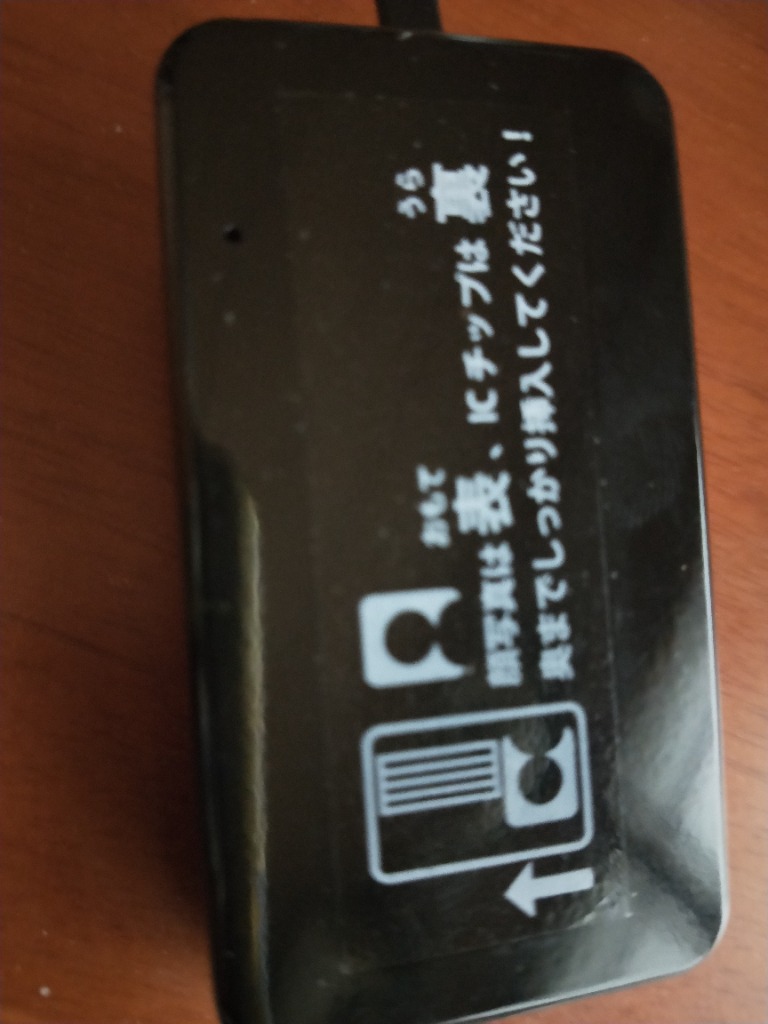 おもて うら
顔写真は表、ICチップは裏
奥までしっかり挿入してください!